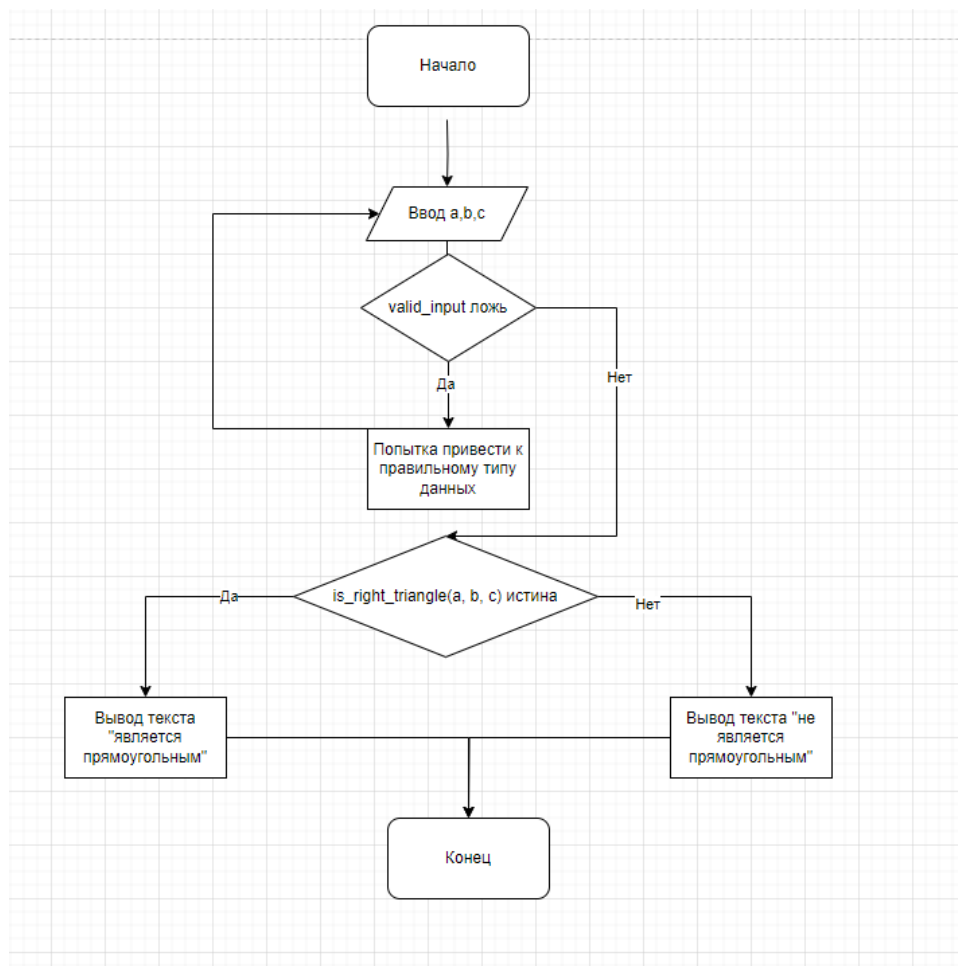 Начало
Ввод a,b,c
valid_input ложь
Да
Нет
Попытка привести к
правильному типу
данных
is_right_triangle(a, b, c) истина
Да
Нет
Вывод текста
"является
прямоугольным"
Вывод текста "не
является
прямоугольным"
Конец